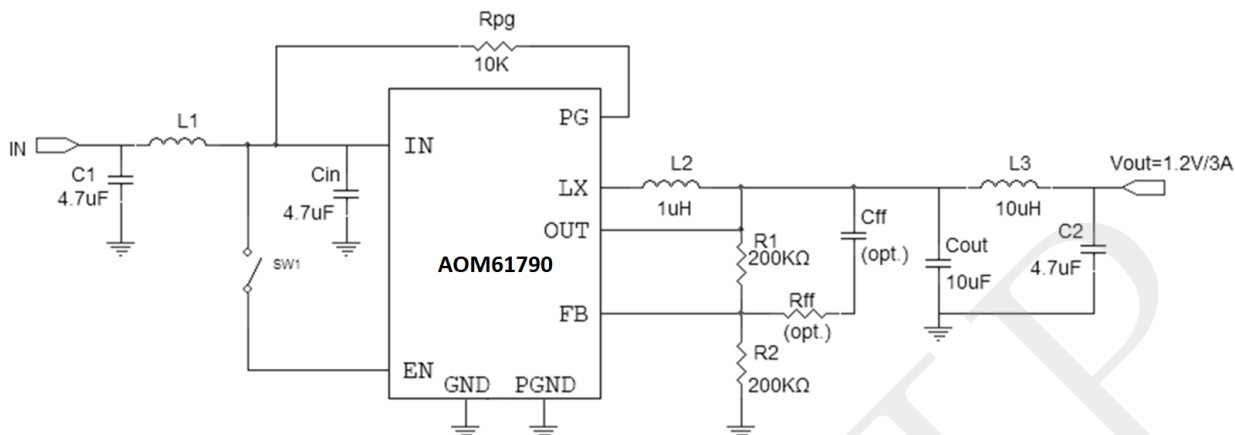 Rpg
10K
PG
L1
IN
IN
C1
4.7uF
Cin
4.7uF
L2
LX
1uH
L3
Vout=1.2V/3A
10uH
Cff
(opt.)
OUT
R1
200KΩ
Cout
10uF
C2
4.7uF
SW1
AOM61790
Rff
(opt.)
FB
R2
200KΩ
EN
GND
PGND